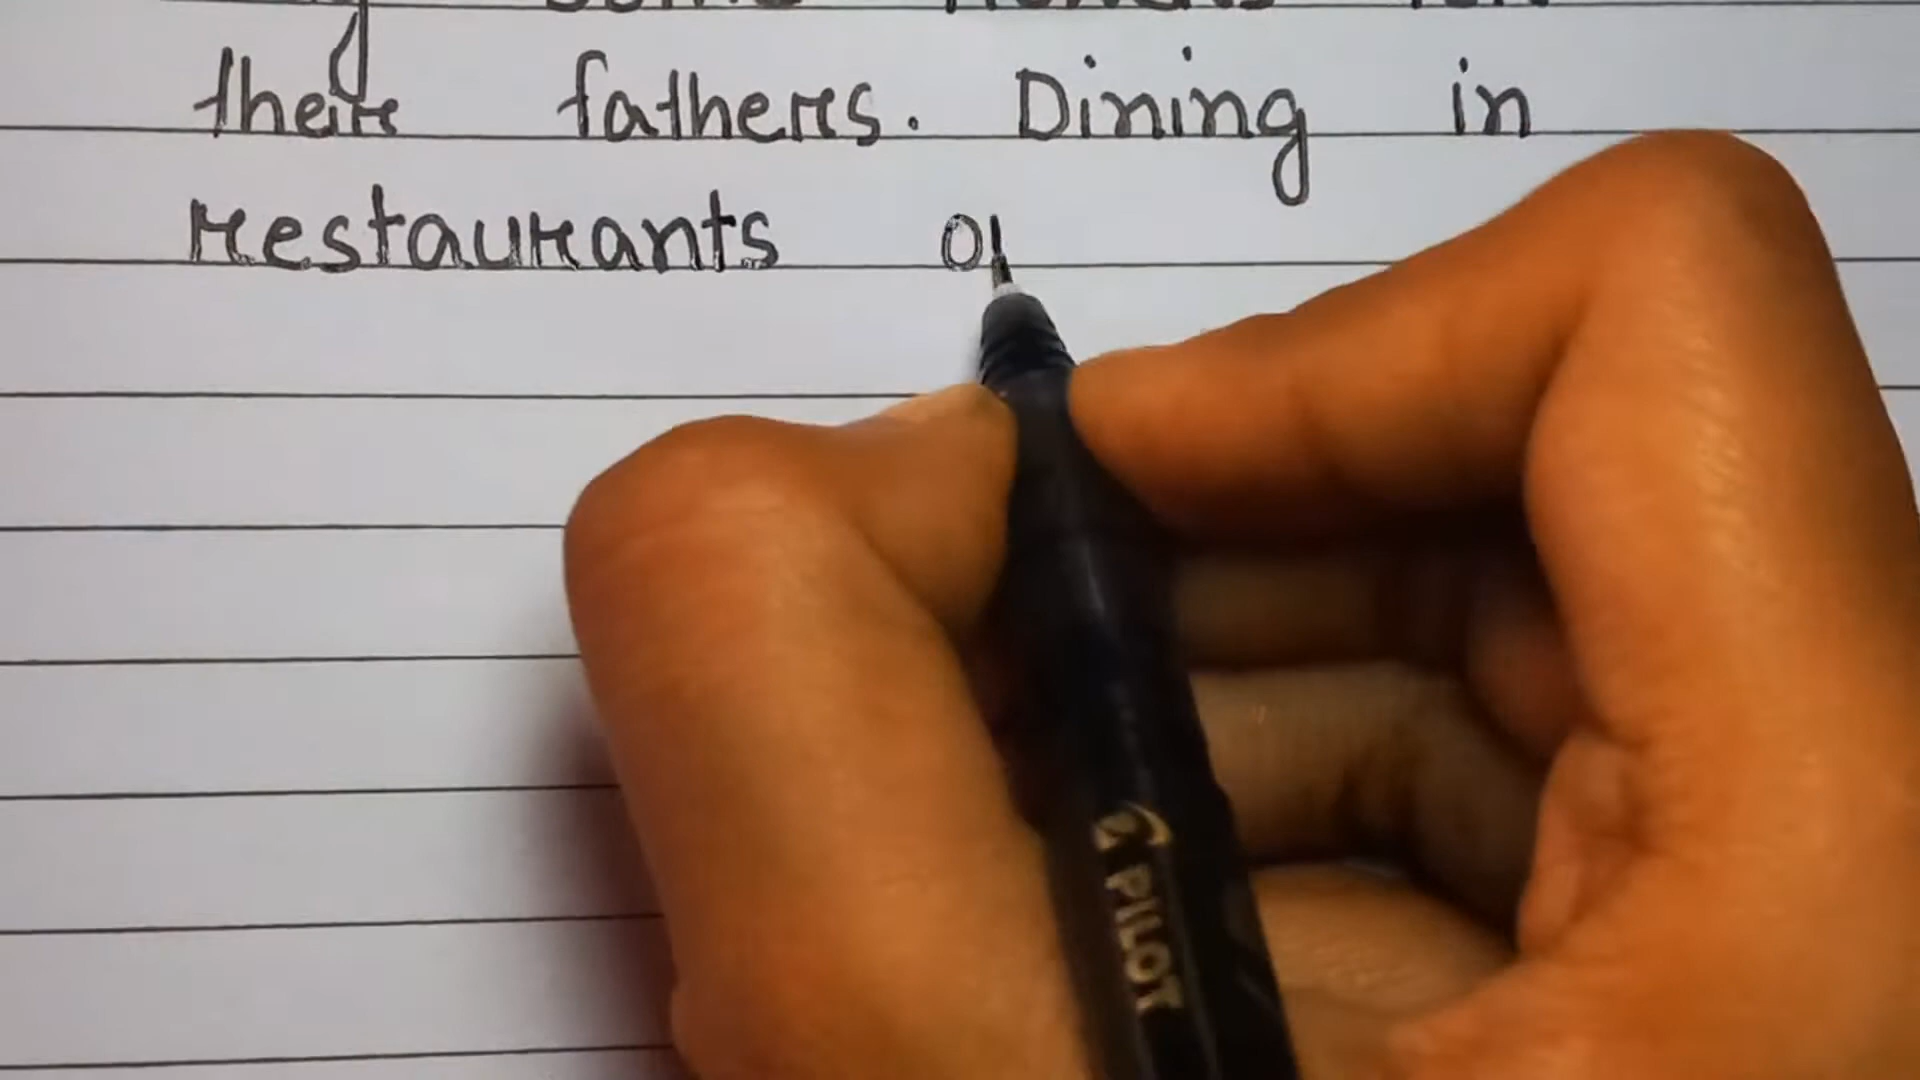 their fathers. Dining in
restaurants o
PILOT